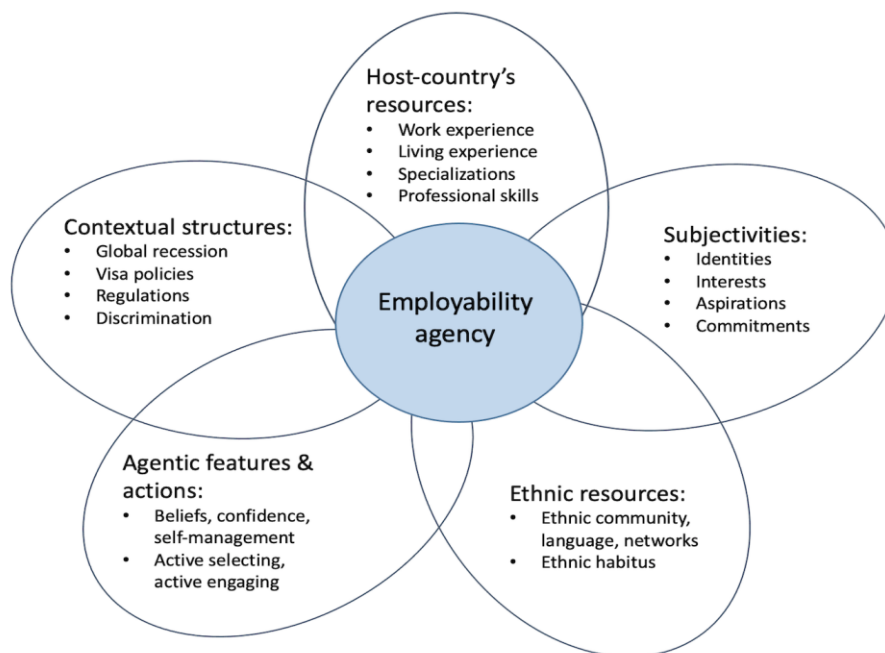 Host-country’s
resources:
• Work experience
• Living experience
• Specializations
• Professional skills
Contextual structures:
• Global recession
• Visa policies
• Regulations
• Discrimination
Subjectivities:
• Identities
• Interests
• Aspirations
• Commitments
Employability
agency
Agentic features &
actions:
• Beliefs, confidence,
self-management
• Active selecting,
active engaging
Ethnic resources:
• Ethnic community,
language, networks
• Ethnic habitus